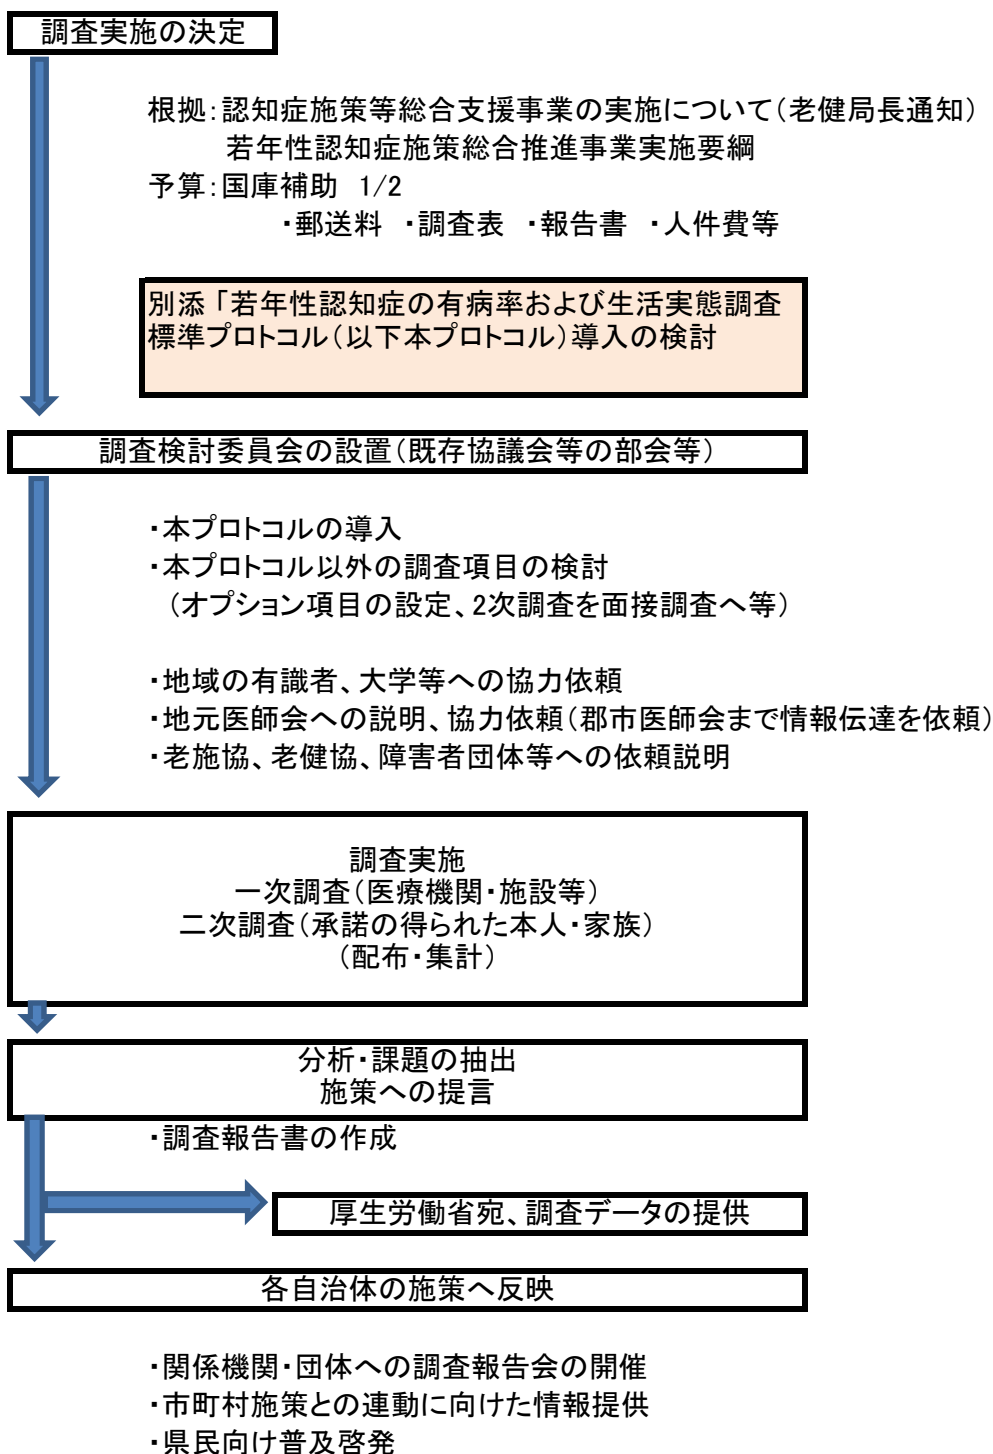 調査実施の決定
根拠：認知症施策等総合支援事業の実施について（老健局長通知）
若年性認知症施策総合推進事業実施要綱
予算：国庫補助　1/2
・郵送料　・調査表　・報告書　・人件費等
別添「若年性認知症の有病率および生活実態調査
標準プロトコル（以下本プロトコル）導入の検討
調査検討委員会の設置（既存協議会等の部会等）
・本プロトコルの導入
・本プロトコル以外の調査項目の検討
（オプション項目の設定、2次調査を面接調査へ等）
・地域の有識者、大学等への協力依頼
・地元医師会への説明、協力依頼（郡市医師会まで情報伝達を依頼）
・老施協、老健協、障害者団体等への依頼説明
調査実施
一次調査（医療機関・施設等）
二次調査（承諾の得られた本人・家族）
（配布・集計）
分析・課題の抽出
施策への提言
・調査報告書の作成
厚生労働省宛、調査データの提供
各自治体の施策へ反映
・関係機関・団体への調査報告会の開催
・市町村施策との連動に向けた情報提供
・県民向け普及啓発